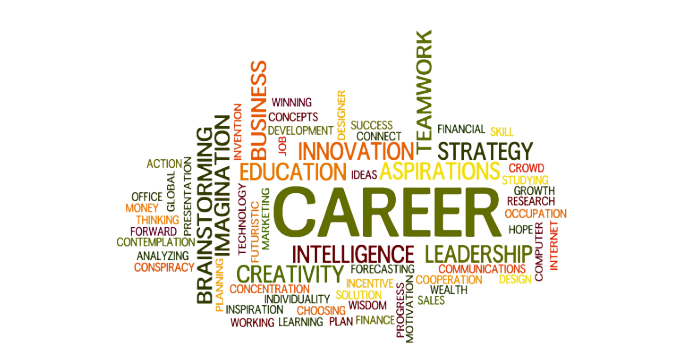 TEAMWORK
BUSINESS
WINNING
CONCEPTS
DESIGNER
INVENTION
DEVELOPMENT
SUCCESS
CONNECT
FINANCIAL
SKILL
JOB
INNOVATION
STRATEGY
BRAINSTORMING
IMAGINATION
ACTION
GLOBAL
PRESENTATION
EDUCATION
IDEAS
ASPIRATIONS
CROWD
STUDYING
GROWTH
RESEARCH
OCCUPATION
OFFICE
MONEY
THINKING
FORWARD
CONTEMPLATION
ANALYZING
CONSPIRACY
TECHNOLOGY
FUTURISTIC
MARKETING
CAREER
HOPE
COMPUTER
INTERNET
INTELLIGENCE
LEADERSHIP
PLANNING
CREATIVITY
FORECASTING
COMMUNICATIONS
CONCENTRATION
INCENTIVE
COOPERATION
DESIGN
INDIVIDUALITY
SOLUTION
PROGRESS
MOTIVATION
WEALTH
SALES
INSPIRATION
CHOOSING
WISDOM
WORKING
LEARNING
PLAN
FINANCE